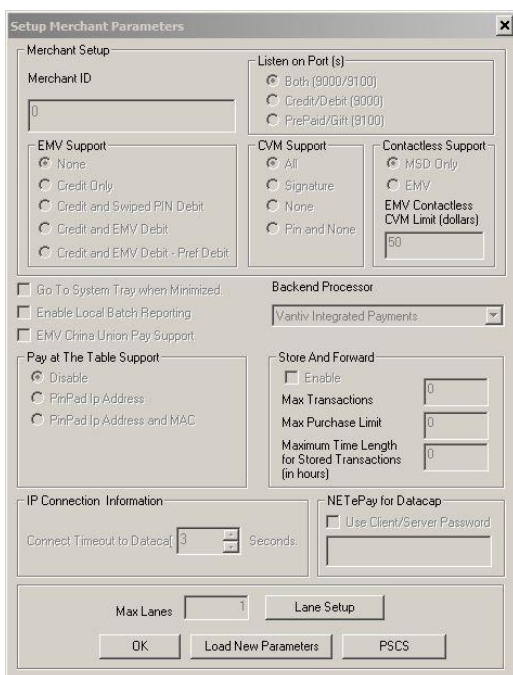 Setup Merchant Parameters
Merchant Setup
Merchant ID
0
Listen on Port (s)
Both (9000/9100)
Credit/Debit (9000)
PrePaid/Gift (9100)
EMV Support
None
Credit Only
Credit and Swiped PIN Debit
Credit and EMV Debit
Credit and EMV Debit - Pref Debit
CVM Support
All
Signature
None
Pin and None
Contactless Support
MSD Only
EMV
EMV Contactless
CVM Limit (dollars)
50
Go To System Tray when Minimized.
Enable Local Batch Reporting
EMV China Union Pay Support
Backend Processor
Vantiv Integrated Payments
Pay at The Table Support
Disable
PinPad Ip Address
PinPad Ip Address and MAC
Store And Forward
Enable
Max Transactions
0
Max Purchase Limit
0
Maximum Time Length
for Stored Transactions
(in hours)
0
IP Connection Information
Connect Timeout to Dataca[ 3 Seconds.
NETePay for Datacap
Use Client/Server Password
Max Lanes 1 Lane Setup
OK Load New Parameters PSCS